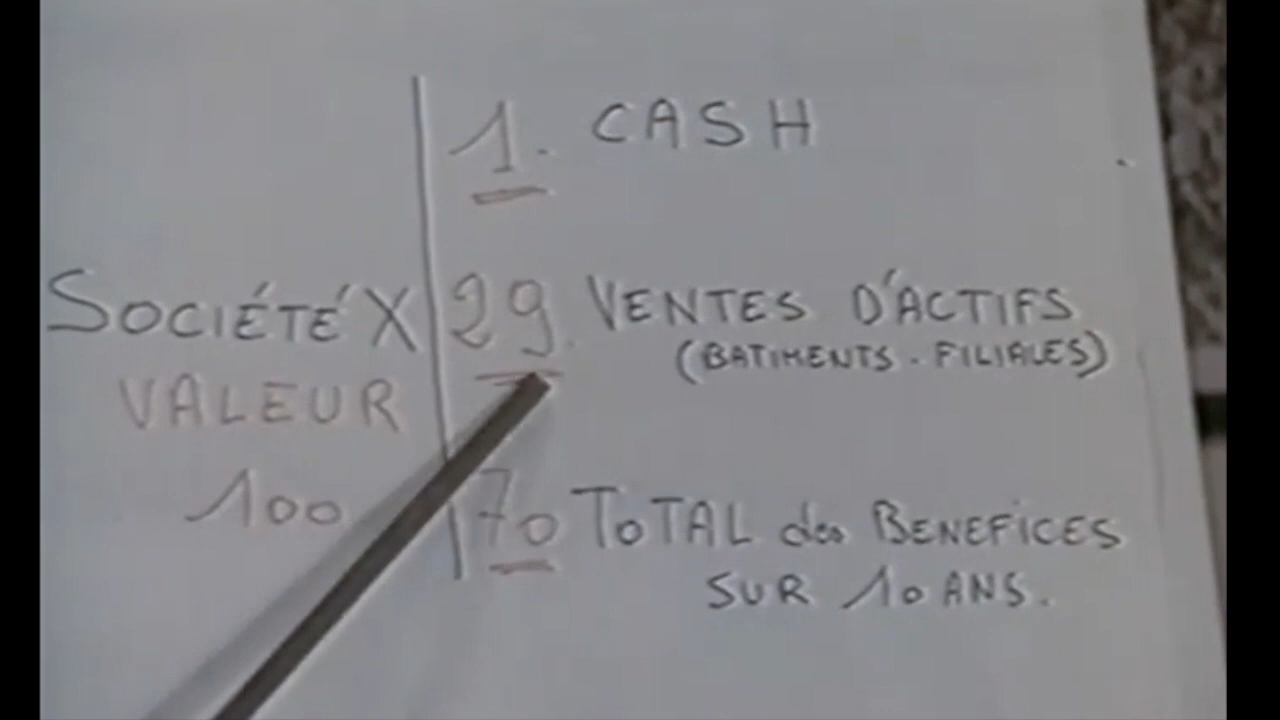 1. CASH
SOCIÉTÉ X
VALEUR
100
29. VENTES D'ACTIFS
(BATIMENTS - FILIALES)
70 TOTAL des BENEFICES
SUR 10 ANS.